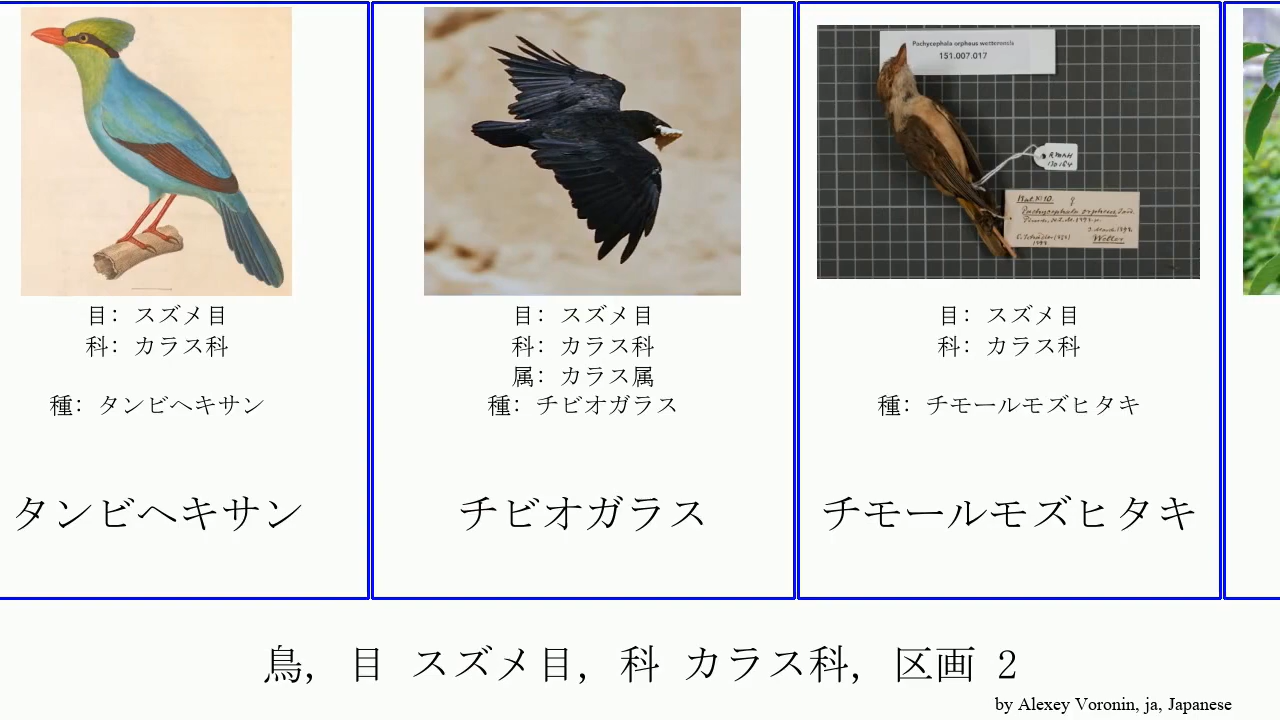 目: スズメ目
科: カラス科
種: タンビヘキサン
タンビヘキサン
目: スズメ目
科: カラス科
属: カラス属
種: チビオガラス
チビオガラス
Pachycephala orpheus wetterensis
151.007.017
RMNH
目: スズメ目
科: カラス科
種: チモールモズヒタキ
チモールモズヒタキ
鳥, 目 スズメ目, 科 カラス科, 区画 2
by Alexey Voronin, ja, Japanese